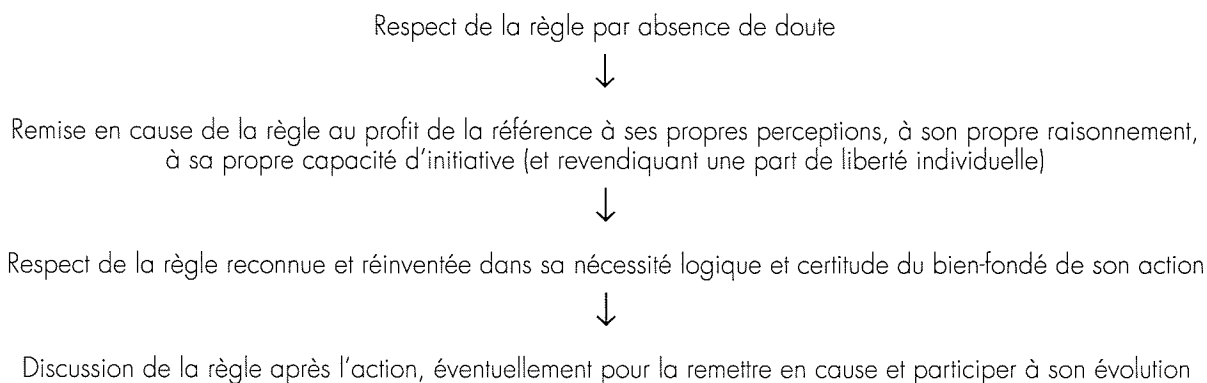 Respect de la règle par absence de doute
↓
Remise en cause de la règle au profit de la référence à ses propres perceptions, à son propre raisonnement,
à sa propre capacité d'initiative (et revendiquant une part de liberté individuelle)
↓
Respect de la règle reconnue et réinventée dans sa nécessité logique et certitude du bien-fondé de son action
↓
Discussion de la règle après l'action, éventuellement pour la remettre en cause et participer à son évolution